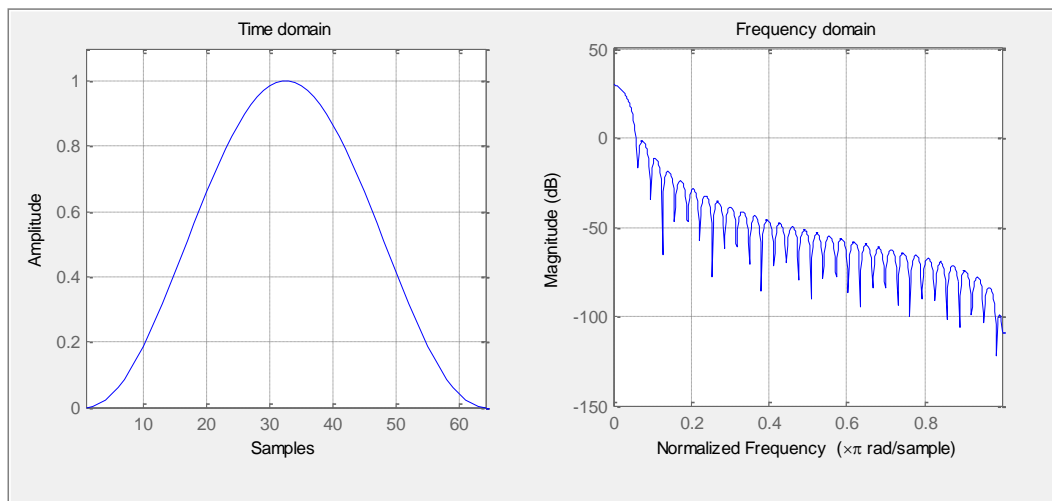 Time domain
1
0.8
0.6
0.4
0.2
0
10 20 30 40 50 60
Amplitude
Samples
Frequency domain
50
0
-50
-100
-150
0 0.2 0.4 0.6 0.8
Magnitude (dB)
Normalized Frequency (×π rad/sample)